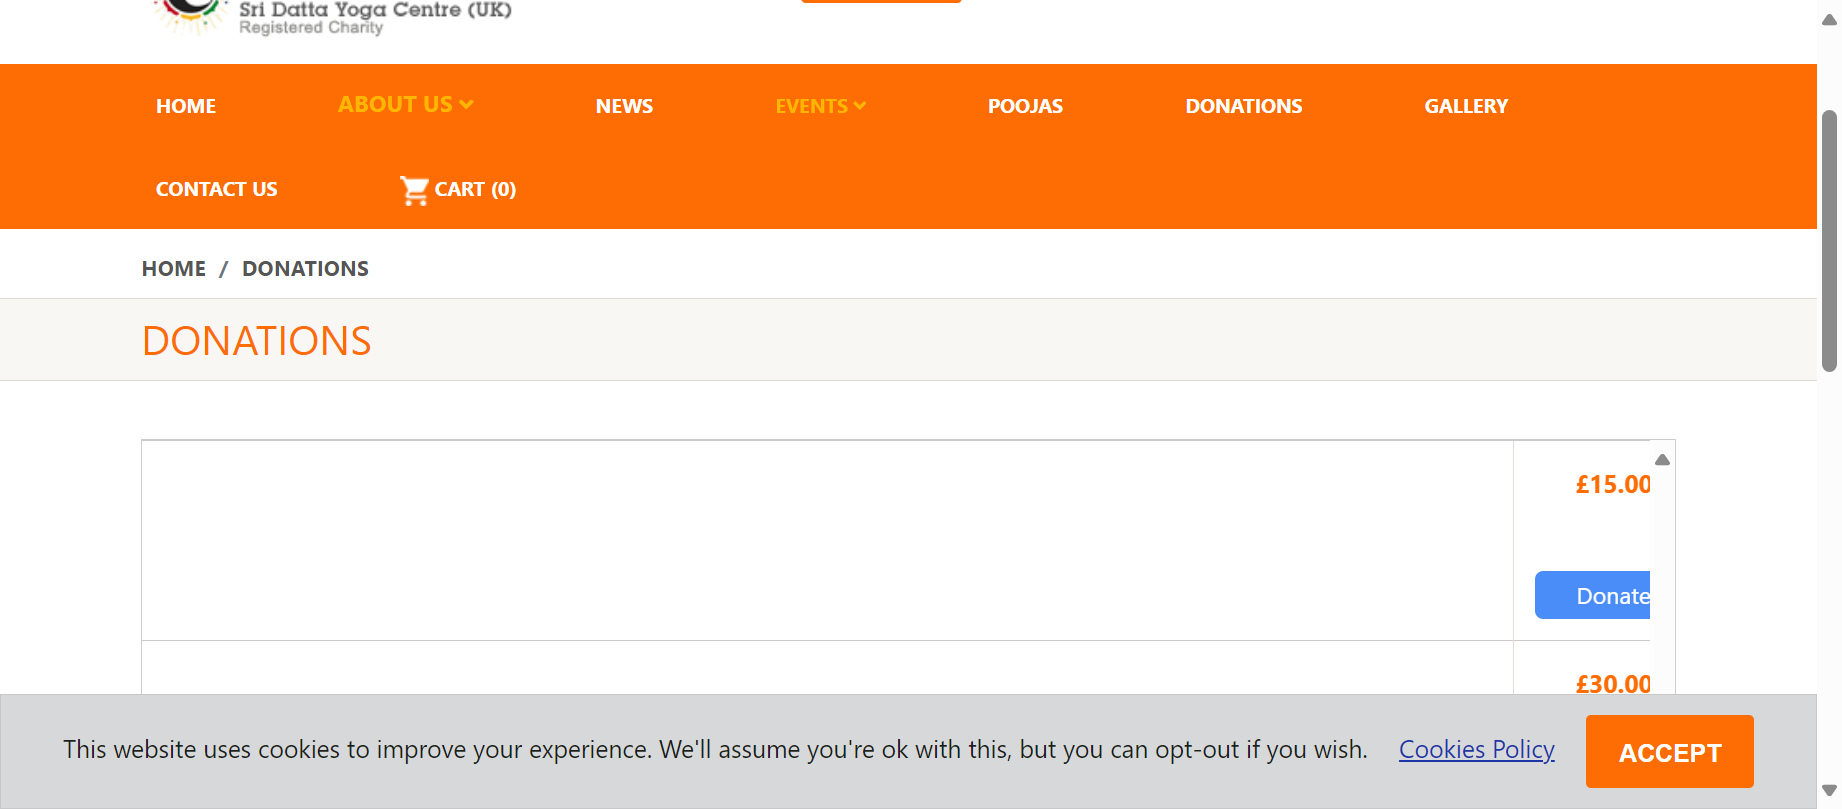 Sri Datta Yoga Centre (UK)
Registered Charity
HOME ABOUT US NEWS EVENTS POOJAS DONATIONS GALLERY
CONTACT US CART (0)
HOME / DONATIONS
DONATIONS
£15.00
Donate
£30.00
This website uses cookies to improve your experience. We'll assume you're ok with this, but you can opt-out if you wish. Cookies Policy ACCEPT